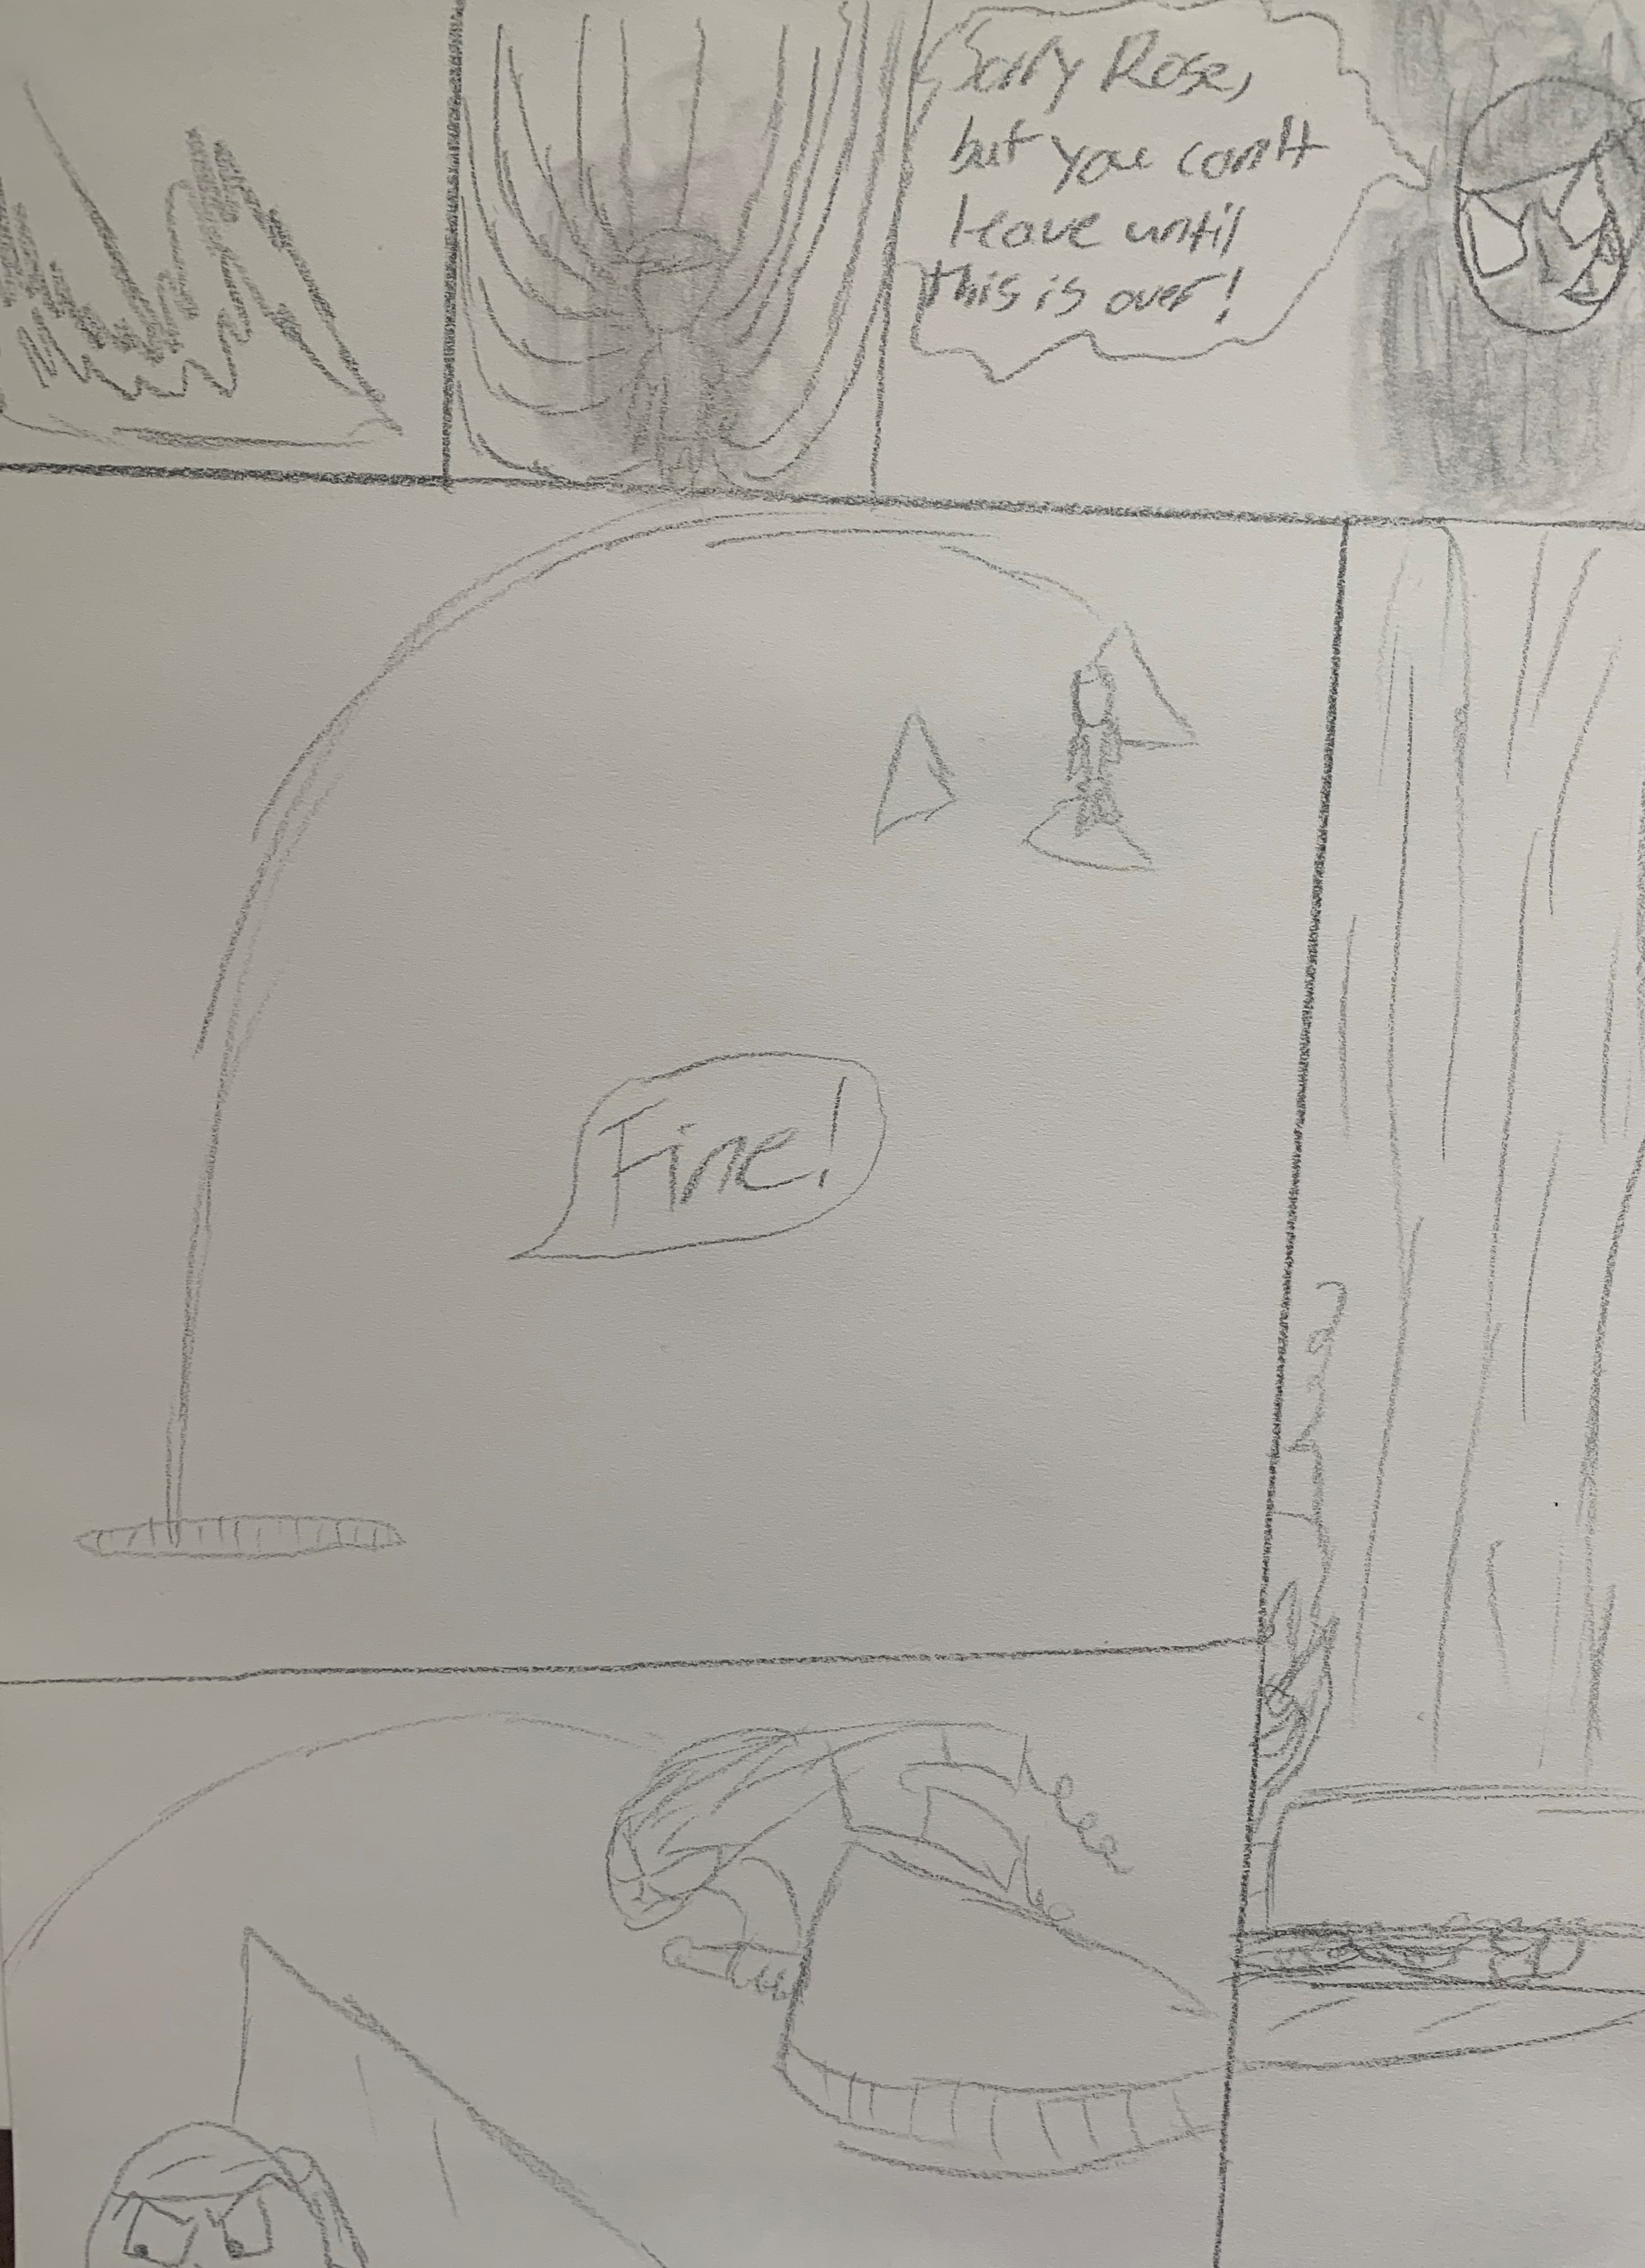 Sorry Rose,
but you can't
leave until
this is over!
Fine!